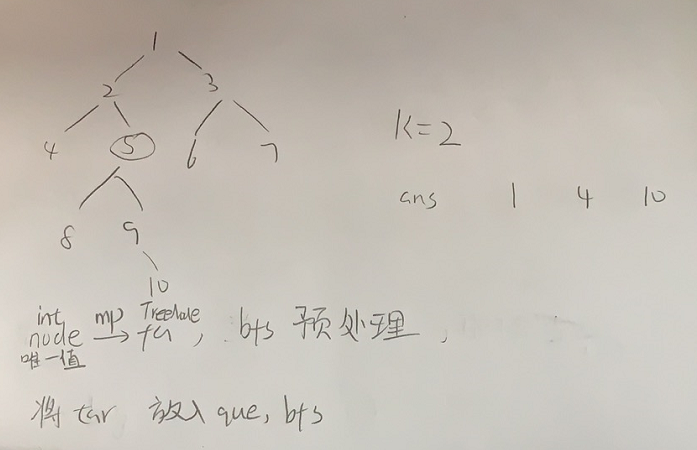 1
2 3
4 5 6 7
K=2
ans 1 4 10
8 9
10
int mp TreeNode
node → fa, bfs 预处理,
唯一值
将 tar 放入 que, bfs